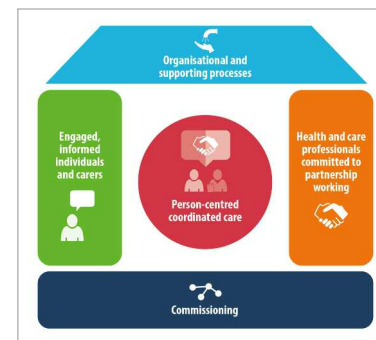 Organisational and
supporting processes
Engaged,
informed
individuals
and carers
Person-centred
coordinated care
Health and care
professionals
committed to
partnership
working
Commissioning